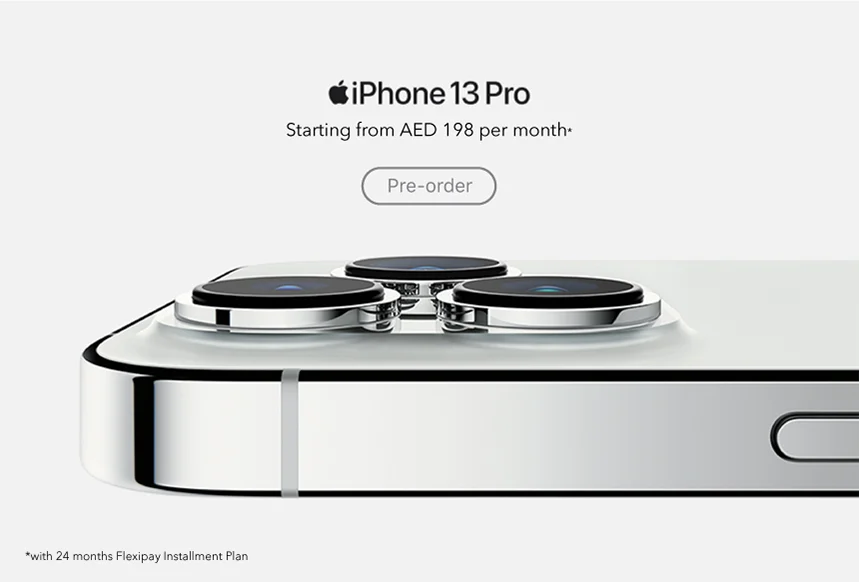 iPhone 13 Pro
Starting from AED 198 per month*
Pre-order
*with 24 months Flexipay Installment Plan